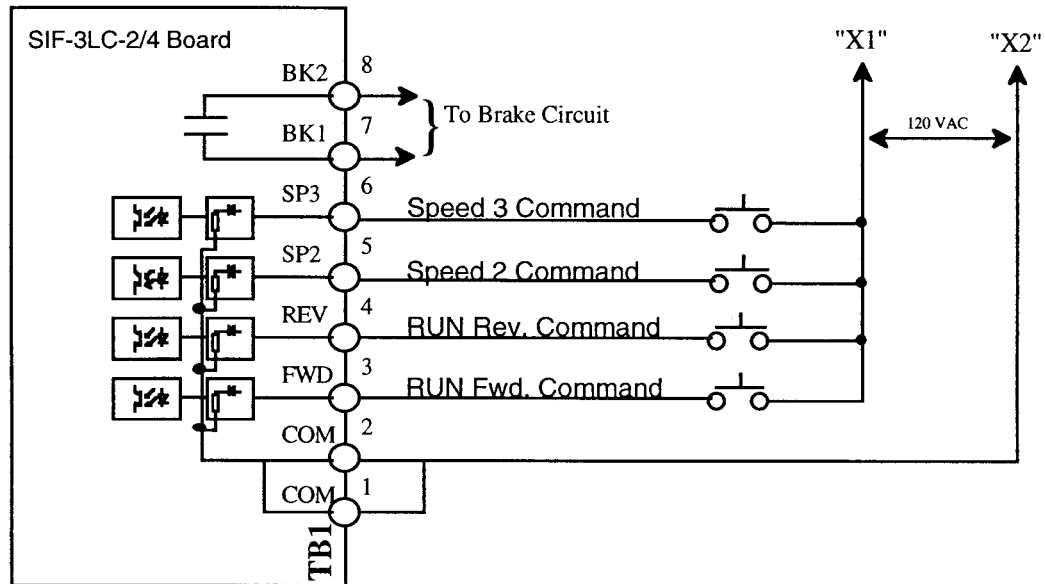 SIF-3LC-2/4 Board
"X1"
"X2"
BK2
8
To Brake Circuit
120 VAC
BK1
7
SP3
6
Speed 3 Command
SP2
5
Speed 2 Command
REV
4
RUN Rev. Command
FWD
3
RUN Fwd. Command
COM
2
COM
1
TB1